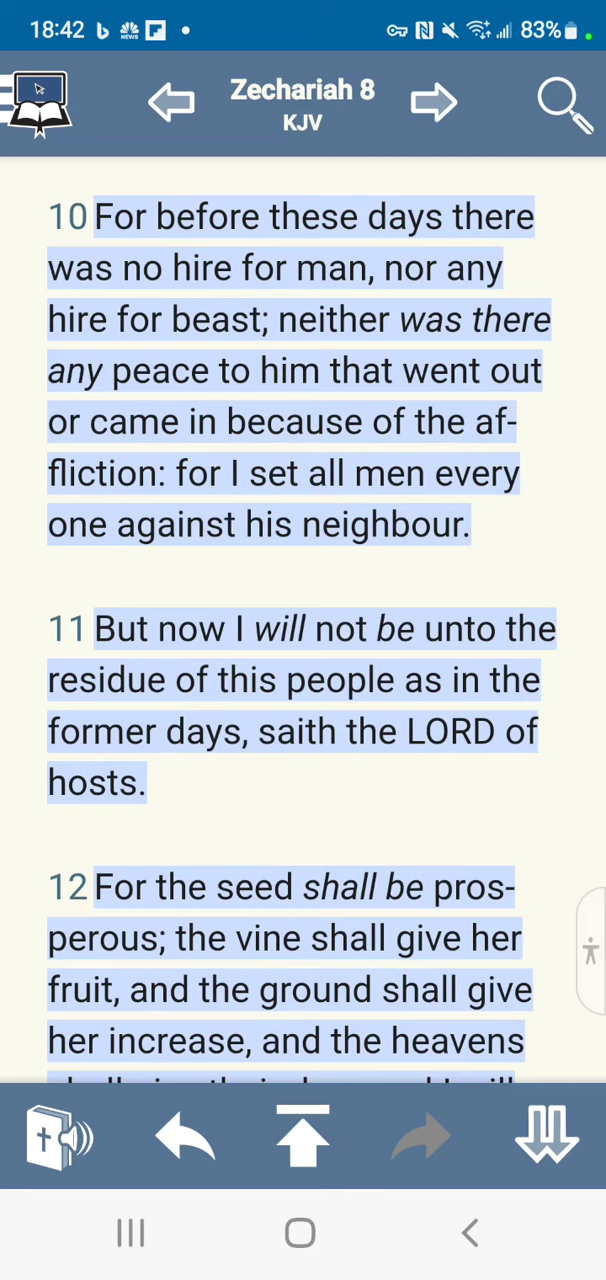 18:42
NEWS
83%
Zechariah 8
KJV
10 For before these days there
was no hire for man, nor any
hire for beast; neither was there
any peace to him that went out
or came in because of the af-
fliction: for I set all men every
one against his neighbour.
11 But now I will not be unto the
residue of this people as in the
former days, saith the LORD of
hosts.
12 For the seed shall be pros-
perous; the vine shall give her
fruit, and the ground shall give
her increase, and the heavens